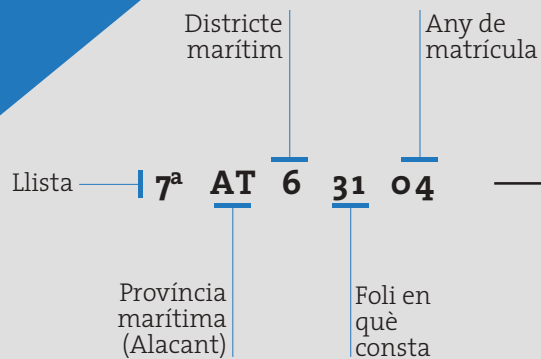 Districte
marítim
Any de
matrícula
Llista
7ª AT 6 31 04
Província
marítima
(Alacant)
Foli en
què
consta